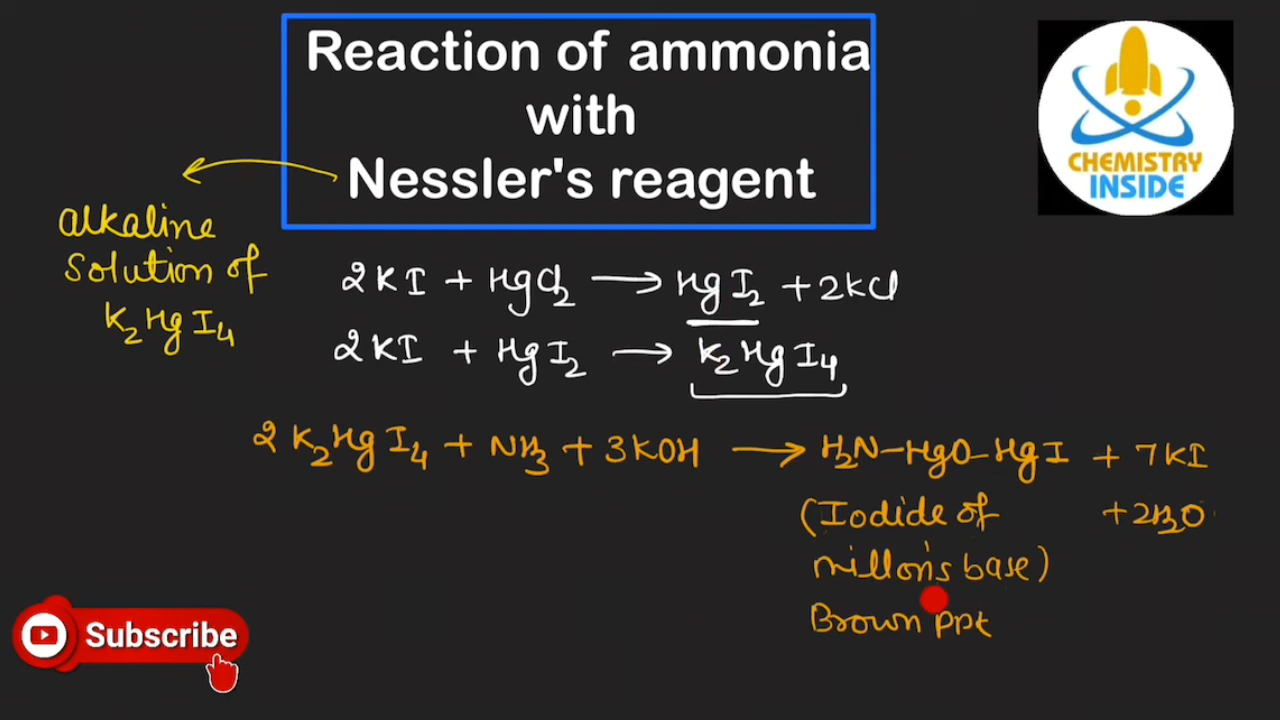 Reaction of ammonia
with
Nessler's reagent
CHEMISTRY
INSIDE
alkaline
Solution of
K₂HgI₄
2KI + HgCl₂ → HgI₂ + 2KCl
2KI + HgI₂ → K₂HgI₄
2K₂HgI₄ + NH₃ + 3KOH → H₂N-HgO-HgI + 7KI
(Iodide of + 2H₂O
millon's base)
Brown ppt
Subscribe